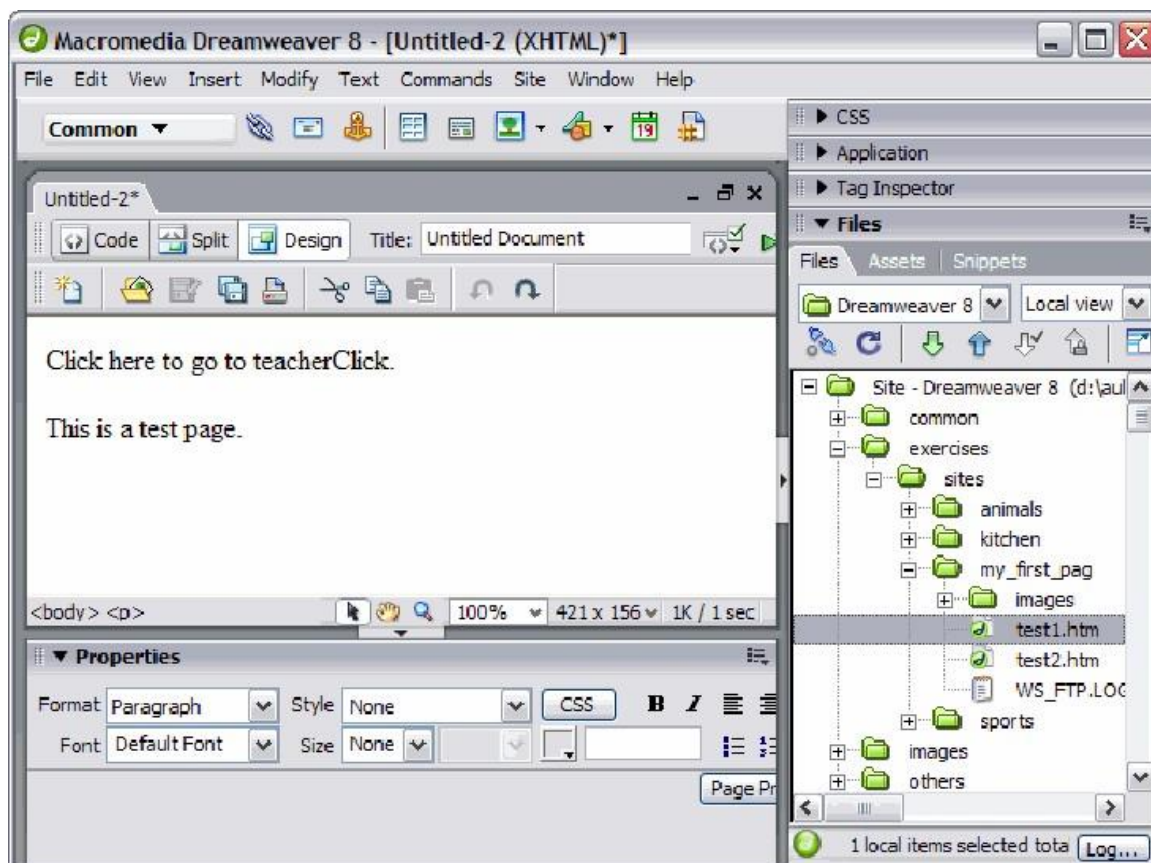 Macromedia Dreamweaver 8 - [Untitled-2 (XHTML)*]
File Edit View Insert Modify Text Commands Site Window Help
Common
19
Untitled-2*
Code Split Design Title: Untitled Document
Click here to go to teacherClick.
This is a test page.
<body> <p> 100% 421 x 156 1K / 1 sec
Properties
Format Paragraph Style None CSS B I
Font Default Font Size None
Page Pr
CSS
Application
Tag Inspector
Files
Files Assets Snippets
Dreamweaver 8 Local view
Site - Dreamweaver 8 (d:\aul
common
exercises
sites
animals
kitchen
my_first_pag
images
test1.htm
test2.htm
WS_FTP.LOG
sports
images
others
1 local items selected tota Log...